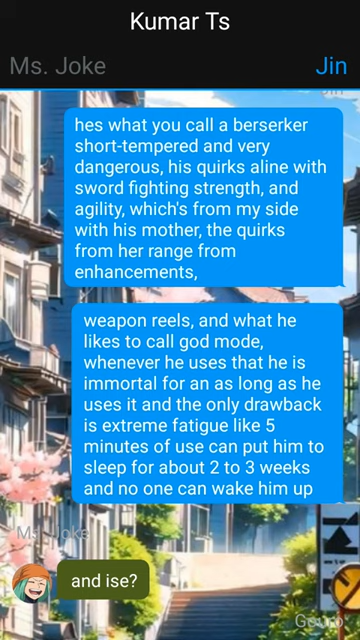 Kumar Ts
Ms. Joke
Jin
Jin
hes what you call a berserker
short-tempered and very
dangerous, his quirks aline with
sword fighting strength, and
agility, which's from my side
with his mother, the quirks
from her range from
enhancements,
weapon reels, and what he
likes to call god mode,
whenever he uses that he is
immortal for an as long as he
uses it and the only drawback
is extreme fatigue like 5
minutes of use can put him to
sleep for about 2 to 3 weeks
and no one can wake him up
Ms. Joke
and ise?